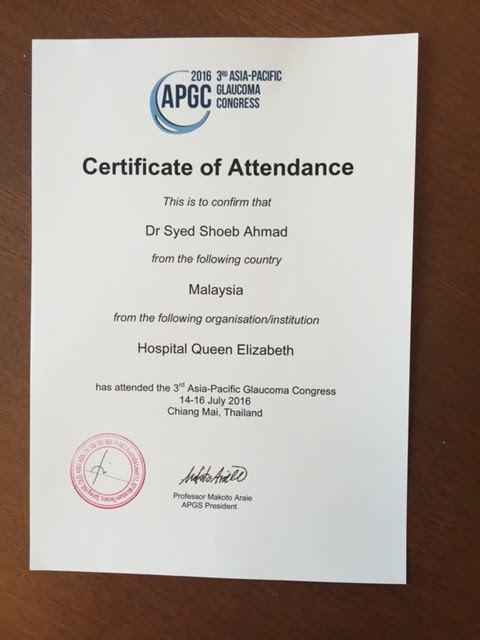 2016 3RD ASIA-PACIFIC
APGC GLAUCOMA
CONGRESS
Certificate of Attendance
This is to confirm that
Dr Syed Shoeb Ahmad
from the following country
Malaysia
from the following organisation/institution
Hospital Queen Elizabeth
has attended the 3rd Asia-Pacific Glaucoma Congress
14-16 July 2016
Chiang Mai, Thailand
Makoto Araie
Professor Makoto Araie
APGS President